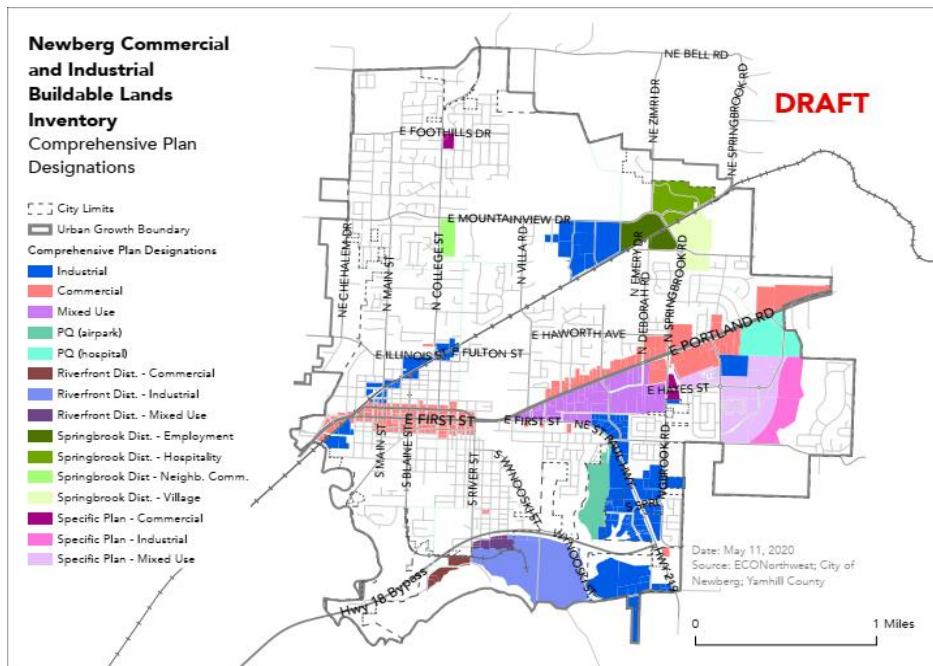 Newberg Commercial
and Industrial
Buildable Lands
Inventory
Comprehensive Plan
Designations
City Limits
Urban Growth Boundary
Comprehensive Plan Designations
Industrial
Commercial
Mixed Use
PQ (airpark)
PQ (hospital)
Riverfront Dist. - Commercial
Riverfront Dist. - Industrial
Riverfront Dist. - Mixed Use
Springbrook Dist. - Employment
Springbrook Dist. - Hospitality
Springbrook Dist - Neighb. Comm.
Springbrook Dist. - Village
Specific Plan - Commercial
Specific Plan - Industrial
Specific Plan - Mixed Use
DRAFT
NE BELL RD
NE ZIMRI DR
NE SPRINGBROOK RD
E FOOTHILLS DR
E MOUNTAINVIEW DR
NE CHEHALEM DR
N MAIN ST
N COLLEGE ST
N VILLA RD
N EMERY DR
N DEBORAH RD
N SPRINGBROOK RD
E HAWORTH AVE
E PORTLAND RD
E ILLINOIS ST
E FULTON ST
E HAYES ST
E FIRST ST
E FIRST ST
NE ST PAUL HWY
S MAIN ST
S BLAINE ST
S RIVER ST
S WYNOOSKI ST
WYNOOSKI ST
HWY 219
Hwy 18 Bypass
Date: May 11, 2020
Source: ECONorthwest; City of
Newberg; Yamhill County
0 1 Miles